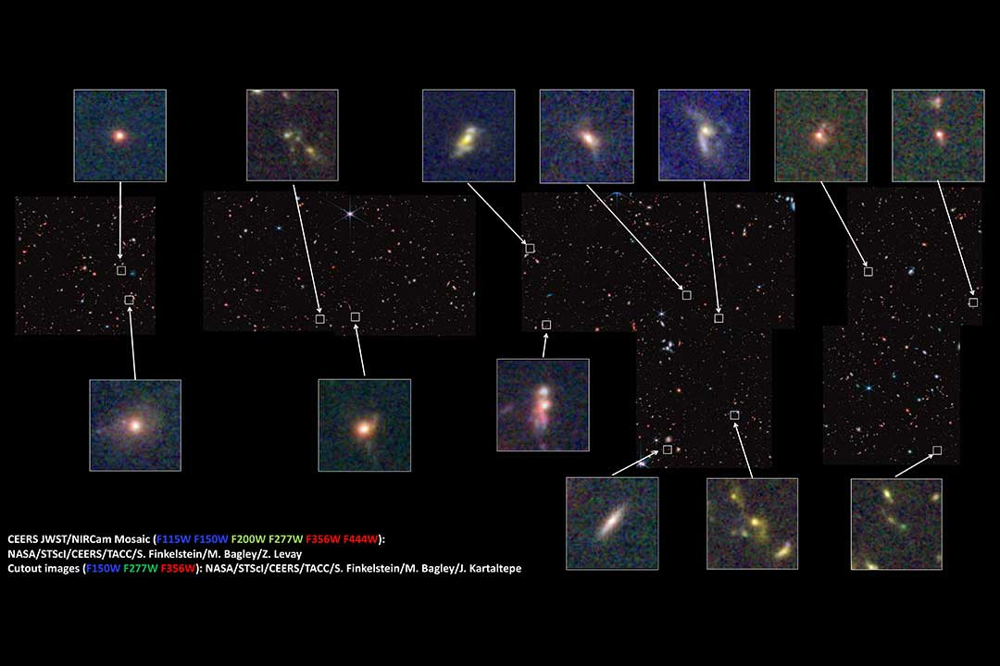 CEERS JWST/NIRCam Mosaic (F115W F150W F200W F277W F356W F444W):
NASA/STScI/CEERS/TACC/S. Finkelstein/M. Bagley/Z. Levay
Cutout images (F150W F277W F356W): NASA/STScI/CEERS/TACC/S. Finkelstein/M. Bagley/J. Kartaltepe